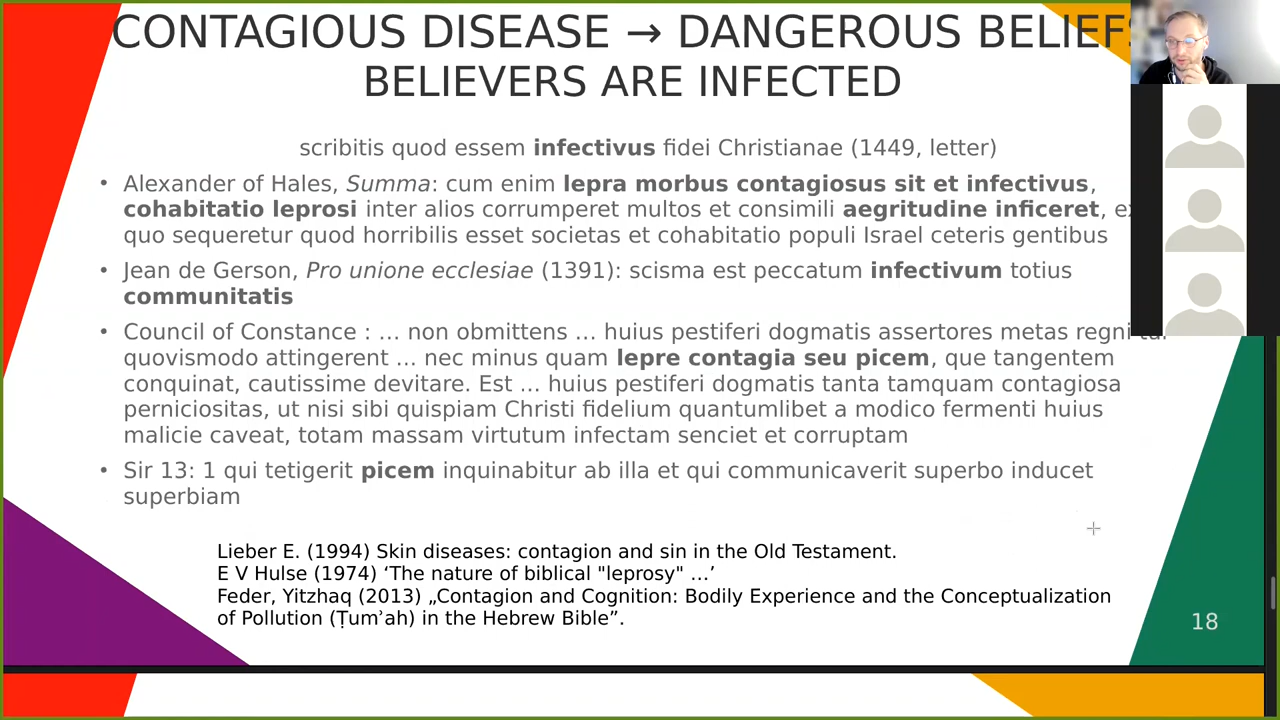 CONTAGIOUS DISEASE → DANGEROUS BELIEFS
BELIEVERS ARE INFECTED
scribitis quod essem infectivus fidei Christianae (1449, letter)
• Alexander of Hales, Summa: cum enim lepra morbus contagiosus sit et infectivus,
cohabitatio leprosi inter alios corrumperet multos et consimili aegritudine inficeret, ex
quo sequeretur quod horribilis esset societas et cohabitatio populi Israel ceteris gentibus
• Jean de Gerson, Pro unione ecclesiae (1391): scisma est peccatum infectivum totius
communitatis
• Council of Constance : … non obmittens … huius pestiferi dogmatis assertores metas regni
quovismodo attingerent … nec minus quam lepre contagia seu picem, que tangentem
conquinat, cautissime devitare. Est … huius pestiferi dogmatis tanta tamquam contagiosa
perniciositas, ut nisi sibi quispiam Christi fidelium quantumlibet a modico fermenti huius
malicie caveat, totam massam virtutum infectam senciet et corruptam
• Sir 13: 1 qui tetigerit picem inquinabitur ab illa et qui communicaverit superbo inducet
superbiam
Lieber E. (1994) Skin diseases: contagion and sin in the Old Testament.
E V Hulse (1974) ‘The nature of biblical "leprosy" …’
Feder, Yitzhaq (2013) „Contagion and Cognition: Bodily Experience and the Conceptualization
of Pollution (Ṭumʾah) in the Hebrew Bible”.
18